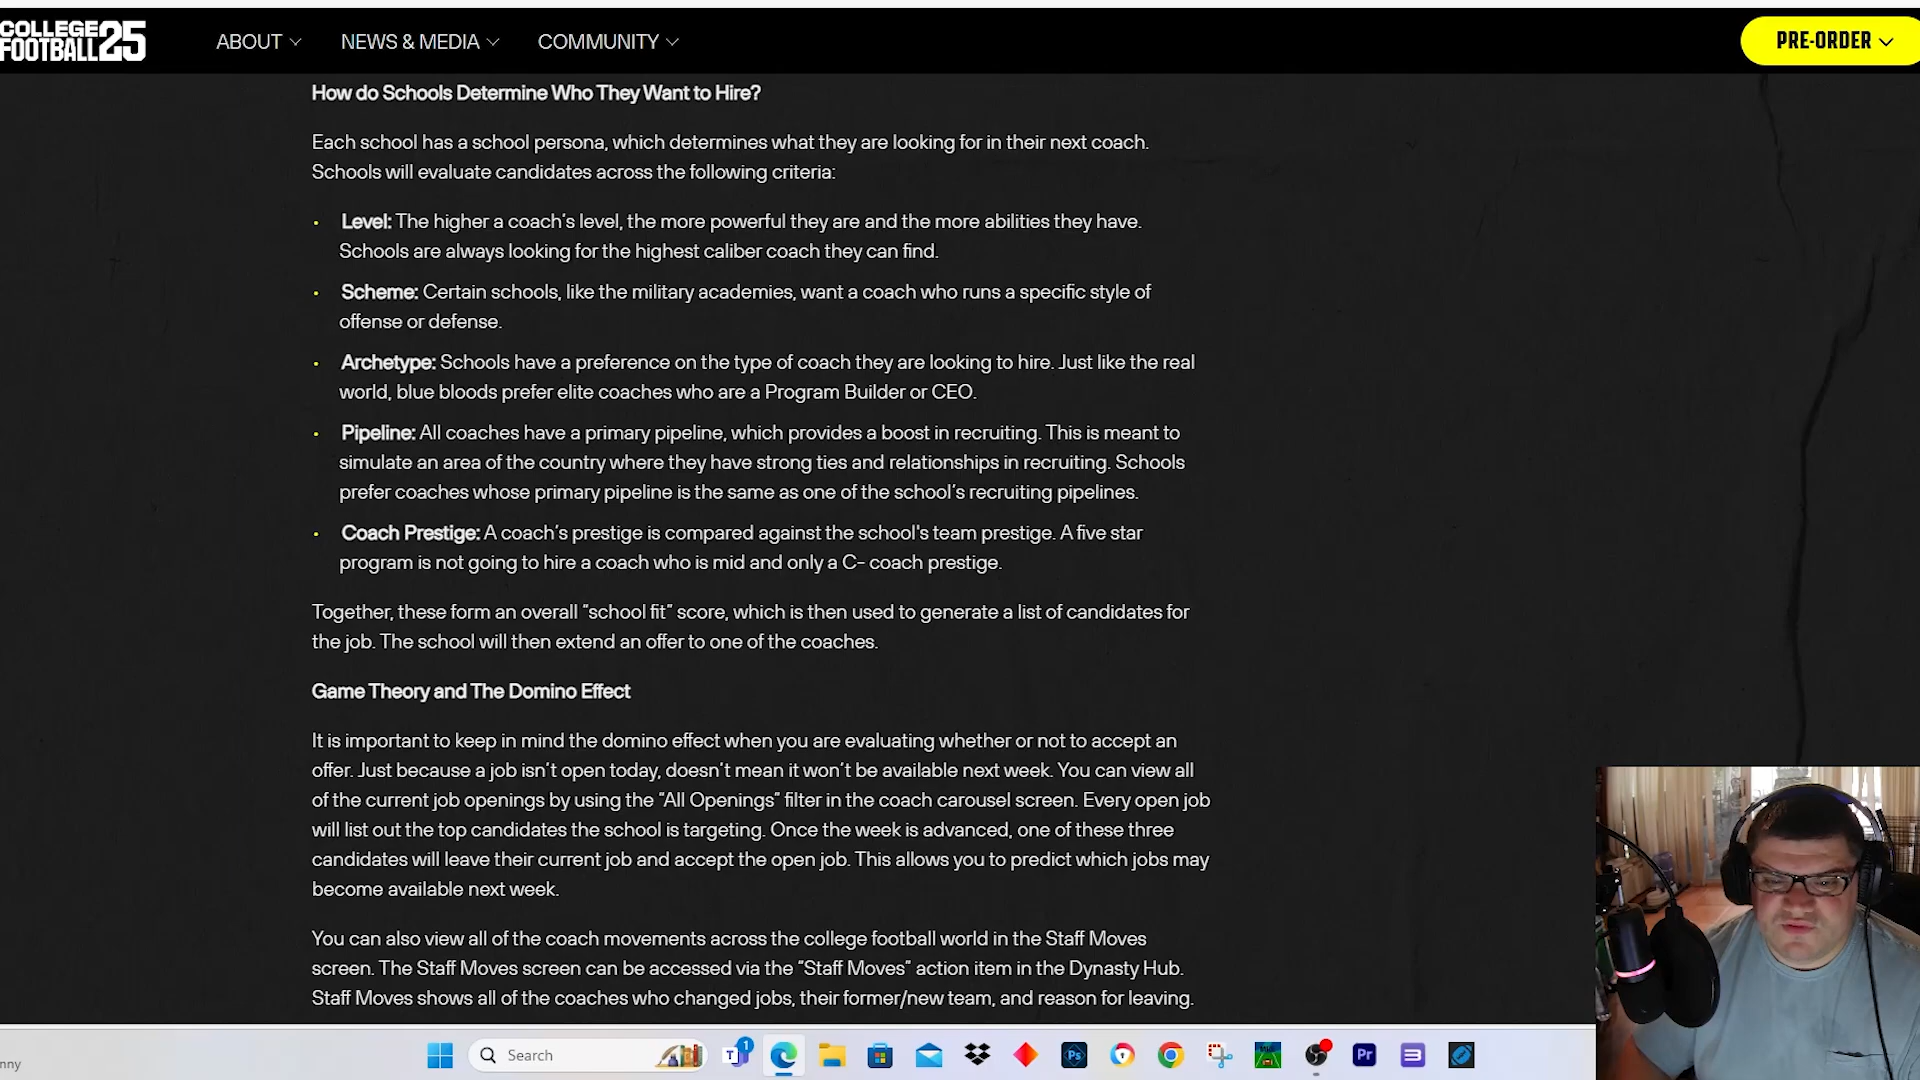 COLLEGE FOOTBALL 25
ABOUT
NEWS & MEDIA
COMMUNITY
PRE-ORDER
How do Schools Determine Who They Want to Hire?
Each school has a school persona, which determines what they are looking for in their next coach.
Schools will evaluate candidates across the following criteria:
• Level: The higher a coach's level, the more powerful they are and the more abilities they have.
Schools are always looking for the highest caliber coach they can find.
• Scheme: Certain schools, like the military academies, want a coach who runs a specific style of
offense or defense.
• Archetype: Schools have a preference on the type of coach they are looking to hire. Just like the real
world, blue bloods prefer elite coaches who are a Program Builder or CEO.
• Pipeline: All coaches have a primary pipeline, which provides a boost in recruiting. This is meant to
simulate an area of the country where they have strong ties and relationships in recruiting. Schools
prefer coaches whose primary pipeline is the same as one of the school's recruiting pipelines.
• Coach Prestige: A coach's prestige is compared against the school's team prestige. A five star
program is not going to hire a coach who is mid and only a C- coach prestige.
Together, these form an overall "school fit" score, which is then used to generate a list of candidates for
the job. The school will then extend an offer to one of the coaches.
Game Theory and The Domino Effect
It is important to keep in mind the domino effect when you are evaluating whether or not to accept an
offer. Just because a job isn't open today, doesn't mean it won't be available next week. You can view all
of the current job openings by using the "All Openings" filter in the coach carousel screen. Every open job
will list out the top candidates the school is targeting. Once the week is advanced, one of these three
candidates will leave their current job and accept the open job. This allows you to predict which jobs may
become available next week.
You can also view all of the coach movements across the college football world in the Staff Moves
screen. The Staff Moves screen can be accessed via the "Staff Moves" action item in the Dynasty Hub.
Staff Moves shows all of the coaches who changed jobs, their former/new team, and reason for leaving.
nny
Search
T
1
Ps
Pr